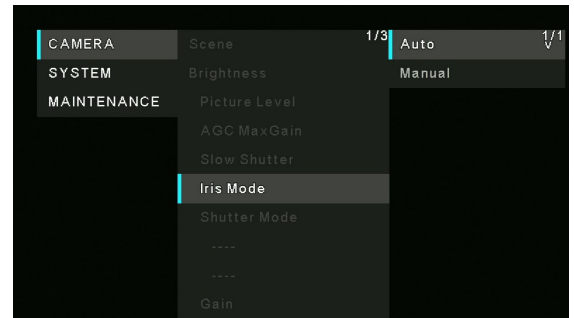 CAMERA
SYSTEM
MAINTENANCE
Scene 1/3
Brightness
Picture Level
AGC MaxGain
Slow Shutter
Iris Mode
Shutter Mode
----
----
Gain
Auto 1/1
Manual